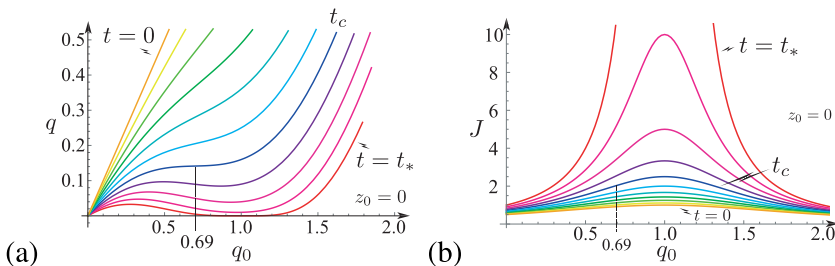 (a)
q
0.5
0.4
0.3
0.2
0.1
t = 0
t_c
t = t_*
z_0 = 0
0.5
0.69
1.0
1.5
2.0
q_0
(b)
J
10
8
6
4
2
t = t_*
z_0 = 0
t_c
t = 0
0.5
0.69
1.0
1.5
2.0
q_0